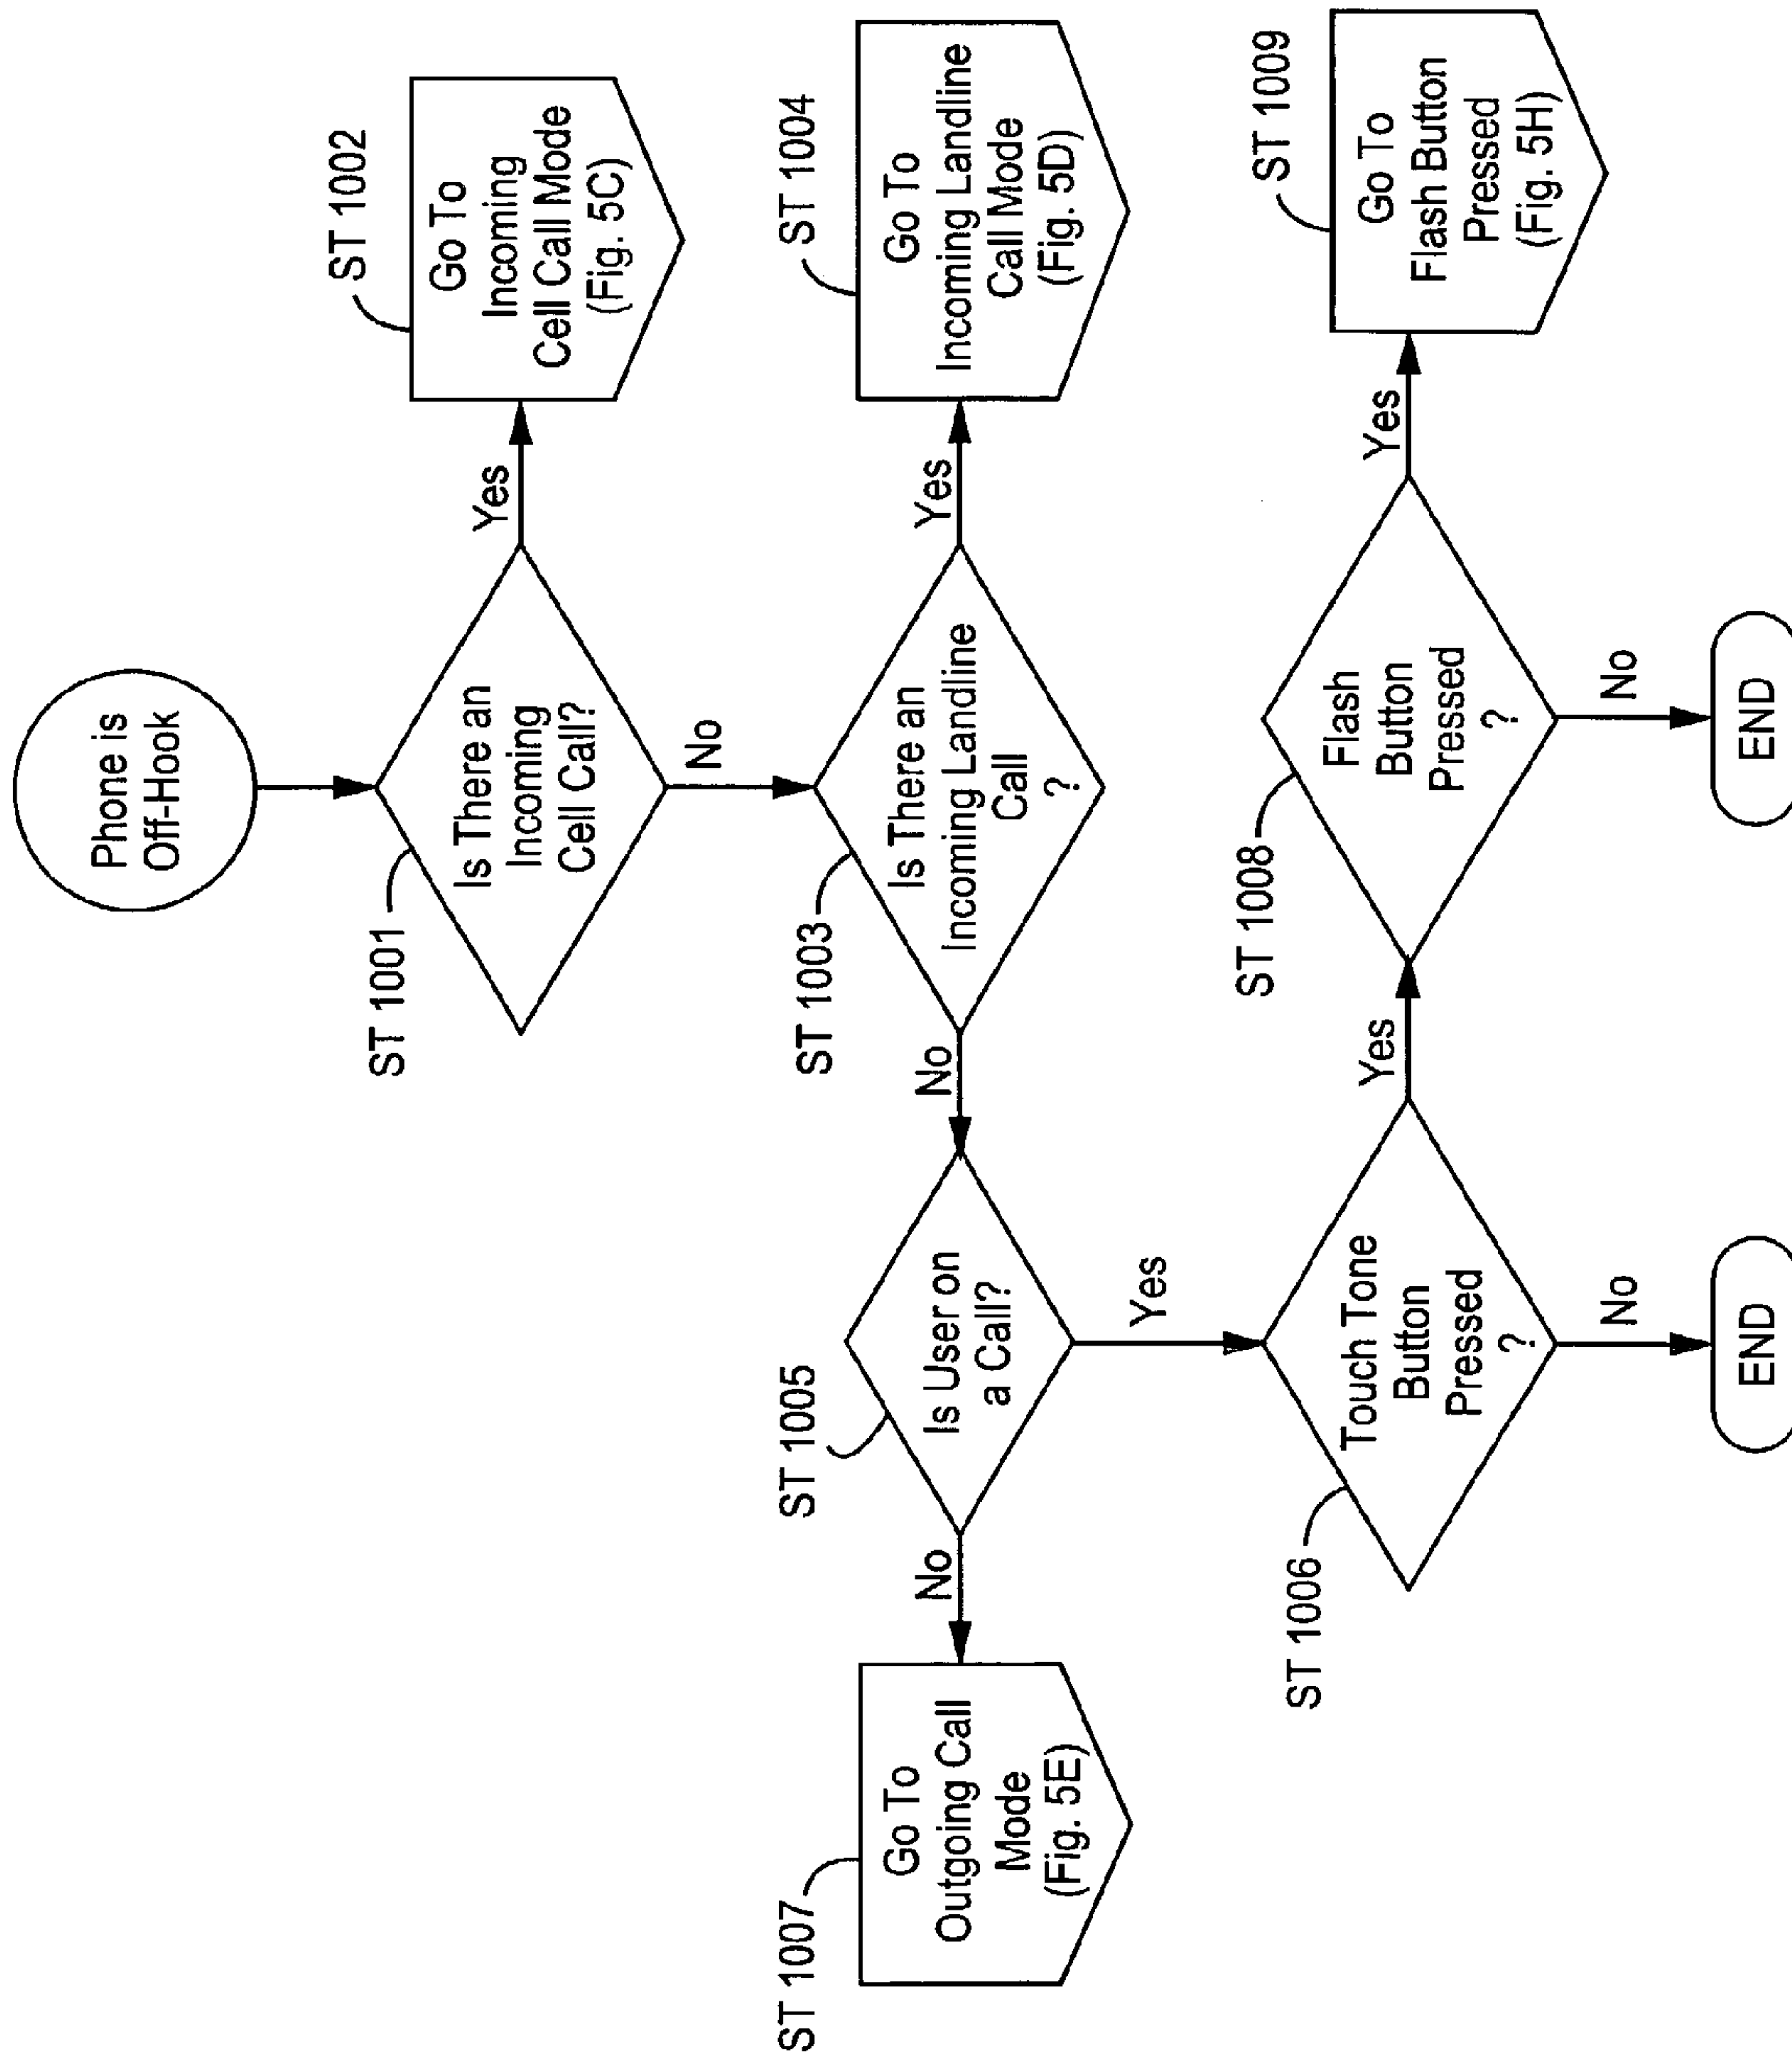 Phone is
Off-Hook
ST 1001
Is There an
Incoming
Cell Call?
Yes
ST 1002
Go To
Incoming
Cell Call Mode
(Fig. 5C)
No
ST 1003
Is There an
Incoming Landline
Call
?
Yes
ST 1004
Go To
Incoming Landline
Call Mode
(Fig. 5D)
No
ST 1005
Is User on
a Call?
No
ST 1007
Go To
Outgoing Call
Mode
(Fig. 5E)
Yes
ST 1006
Touch Tone
Button
Pressed
?
No
END
Yes
ST 1008
Flash
Button
Pressed
?
No
END
Yes
ST 1009
Go To
Flash Button
Pressed
(Fig. 5H)